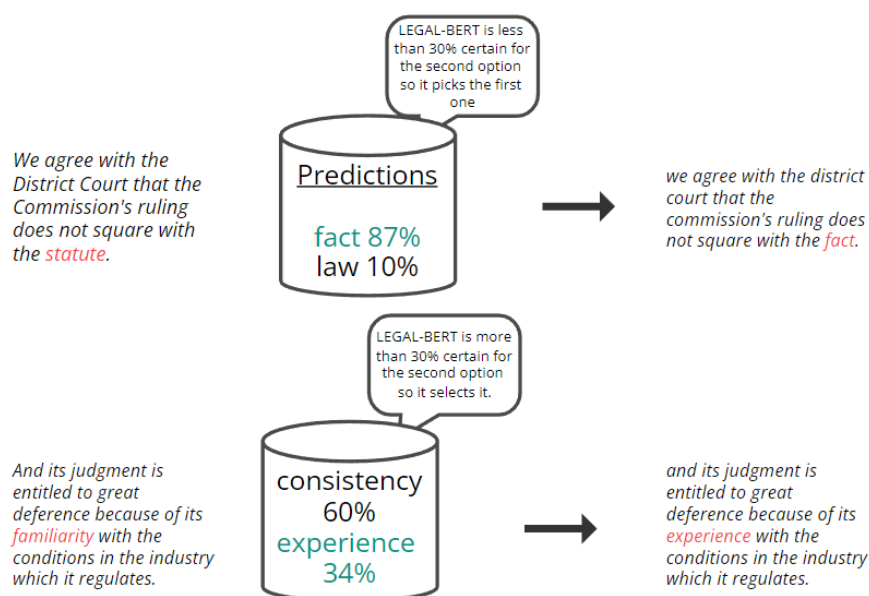 LEGAL-BERT is less
than 30% certain for
the second option
so it picks the first
one
We agree with the
District Court that the
Commission's ruling
does not square with
the statute.
Predictions
fact 87%
law 10%
we agree with the district
court that the
commission's ruling does
not square with the fact.
LEGAL-BERT is more
than 30% certain for
the second option
so it selects it.
And its judgment is
entitled to great
deference because of its
familiarity with the
conditions in the industry
which it regulates.
consistency
60%
experience
34%
and its judgment is
entitled to great
deference because of its
experience with the
conditions in the industry
which it regulates.